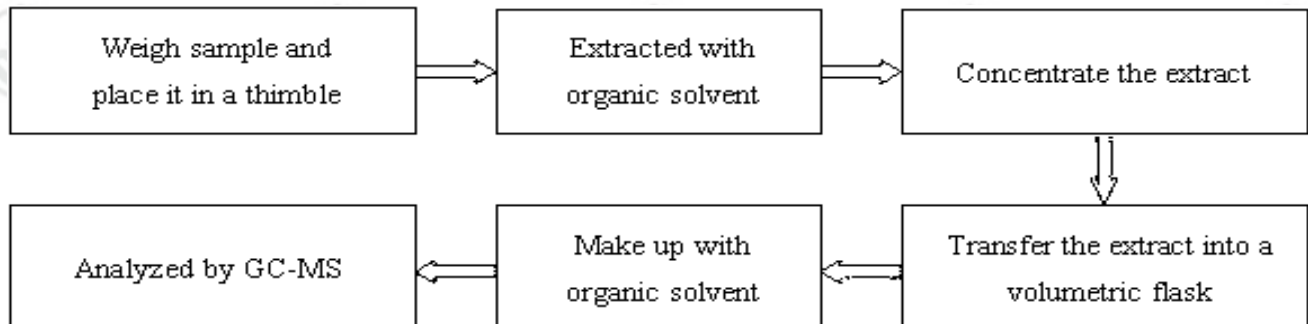 Weigh sample and
place it in a thimble
Extracted with
organic solvent
Concentrate the extract
Transfer the extract into a
volumetric flask
Make up with
organic solvent
Analyzed by GC-MS